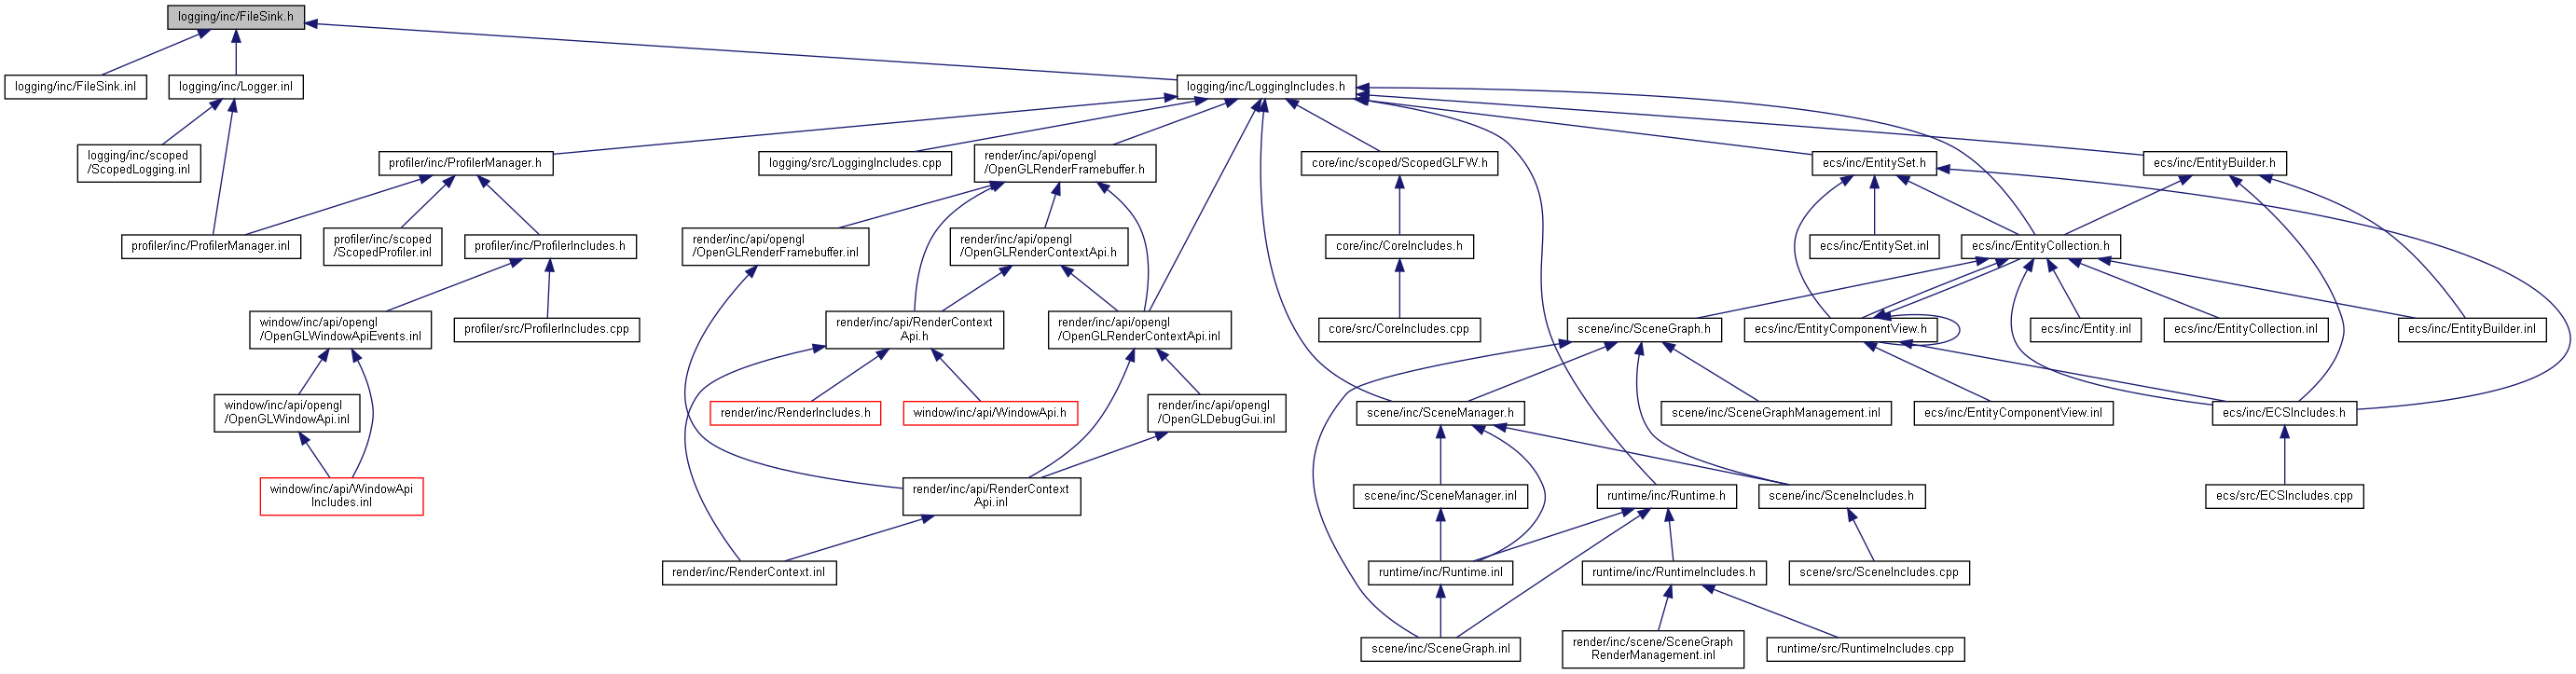 logging/inc/FileSink.h
logging/inc/FileSink.inl
logging/inc/Logger.inl
logging/inc/LoggingIncludes.h
logging/inc/scoped
/ScopedLogging.inl
profiler/inc/ProfilerManager.h
logging/src/LoggingIncludes.cpp
render/inc/api/opengl
/OpenGLRenderFramebuffer.h
core/inc/scoped/ScopedGLFW.h
ecs/inc/EntitySet.h
ecs/inc/EntityBuilder.h
profiler/inc/ProfilerManager.inl
profiler/inc/scoped
/ScopedProfiler.inl
profiler/inc/ProfilerIncludes.h
render/inc/api/opengl
/OpenGLRenderFramebuffer.inl
render/inc/api/opengl
/OpenGLRenderContextApi.h
core/inc/CoreIncludes.h
ecs/inc/EntitySet.inl
ecs/inc/EntityCollection.h
window/inc/api/opengl
/OpenGLWindowApiEvents.inl
profiler/src/ProfilerIncludes.cpp
render/inc/api/RenderContext
Api.h
render/inc/api/opengl
/OpenGLRenderContextApi.inl
core/src/CoreIncludes.cpp
scene/inc/SceneGraph.h
ecs/inc/EntityComponentView.h
ecs/inc/Entity.inl
ecs/inc/EntityCollection.inl
ecs/inc/EntityBuilder.inl
window/inc/api/opengl
/OpenGLWindowApi.inl
render/inc/RenderIncludes.h
window/inc/api/WindowApi.h
render/inc/api/opengl
/OpenGLDebugGui.inl
scene/inc/SceneManager.h
scene/inc/SceneGraphManagement.inl
ecs/inc/EntityComponentView.inl
ecs/inc/ECSIncludes.h
window/inc/api/WindowApi
Includes.inl
render/inc/api/RenderContext
Api.inl
scene/inc/SceneManager.inl
runtime/inc/Runtime.h
scene/inc/SceneIncludes.h
ecs/src/ECSIncludes.cpp
render/inc/RenderContext.inl
runtime/inc/Runtime.inl
runtime/inc/RuntimeIncludes.h
scene/src/SceneIncludes.cpp
scene/inc/SceneGraph.inl
render/inc/scene/SceneGraph
RenderManagement.inl
runtime/src/RuntimeIncludes.cpp